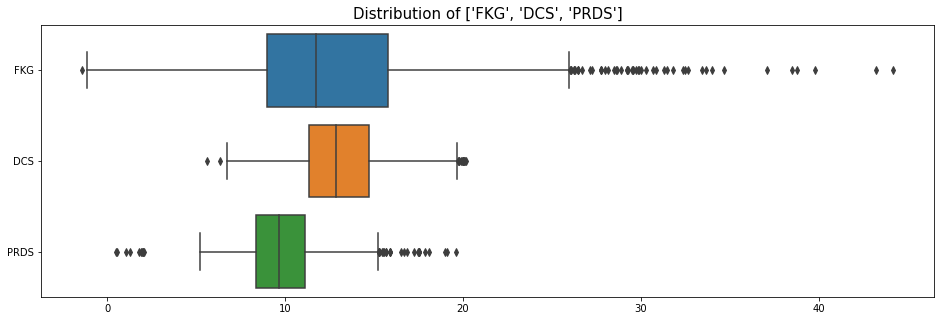 Distribution of ['FKG', 'DCS', 'PRDS']
FKG
DCS
PRDS
0 10 20 30 40